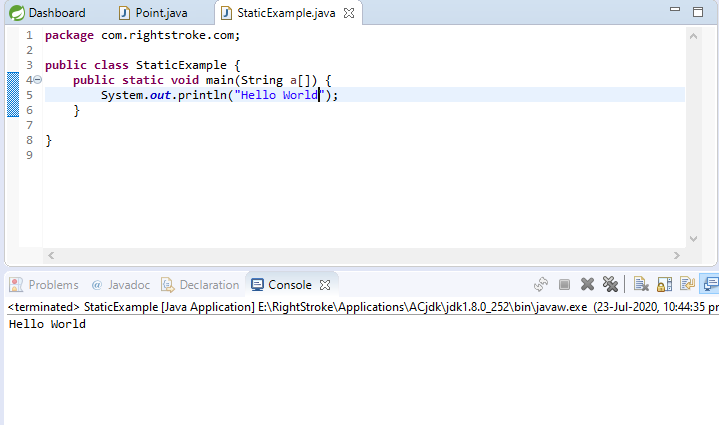 Dashboard Point.java StaticExample.java
1 package com.rightstroke.com;
2
3 public class StaticExample {
4 public static void main(String a[]) {
5 System.out.println("Hello World");
6 }
7
8 }
9
Problems @ Javadoc Declaration Console
<terminated> StaticExample [Java Application] E:\RightStroke\Applications\ACjdk\jdk1.8.0_252\bin\javaw.exe (23-Jul-2020, 10:44:35 pm
Hello World